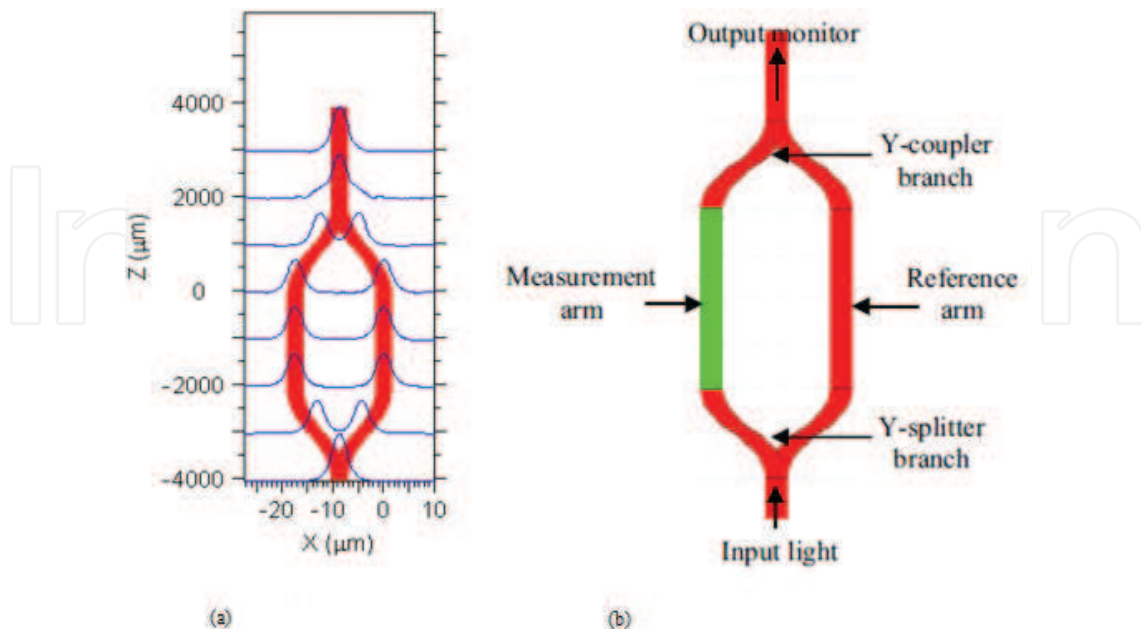 4000
2000
0
-2000
-4000
Z (µm)
-20 -10 0 10
X (µm)
(a)
Output monitor
Y-coupler
branch
Measurement
arm
Reference
arm
Y-splitter
branch
Input light
(b)